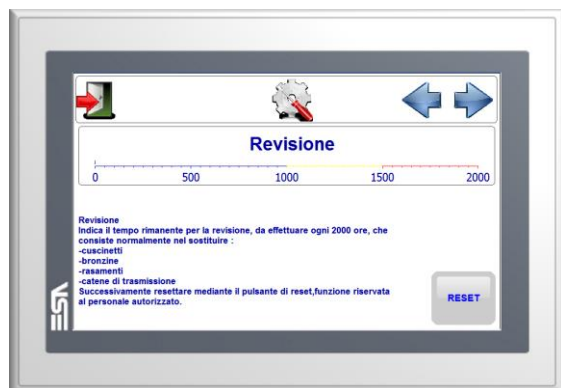 Revisione
0 500 1000 1500 2000
Revisione
Indica il tempo rimanente per la revisione, da effettuare ogni 2000 ore, che
consiste normalmente nel sostituire :
-cuscinetti
-bronzine
-rasamenti
-catene di trasmissione
Successivamente resettare mediante il pulsante di reset,funzione riservata
al personale autorizzato.
RESET
ESA